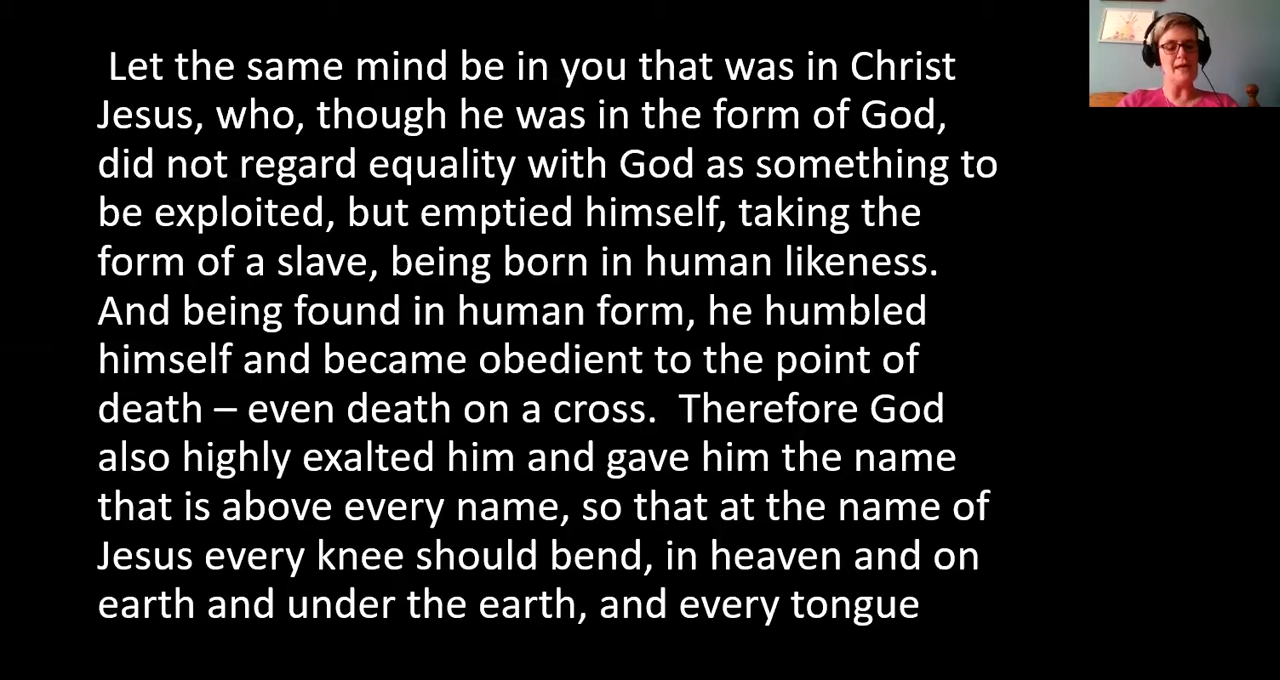 Let the same mind be in you that was in Christ
Jesus, who, though he was in the form of God,
did not regard equality with God as something to
be exploited, but emptied himself, taking the
form of a slave, being born in human likeness.
And being found in human form, he humbled
himself and became obedient to the point of
death – even death on a cross.  Therefore God
also highly exalted him and gave him the name
that is above every name, so that at the name of
Jesus every knee should bend, in heaven and on
earth and under the earth, and every tongue